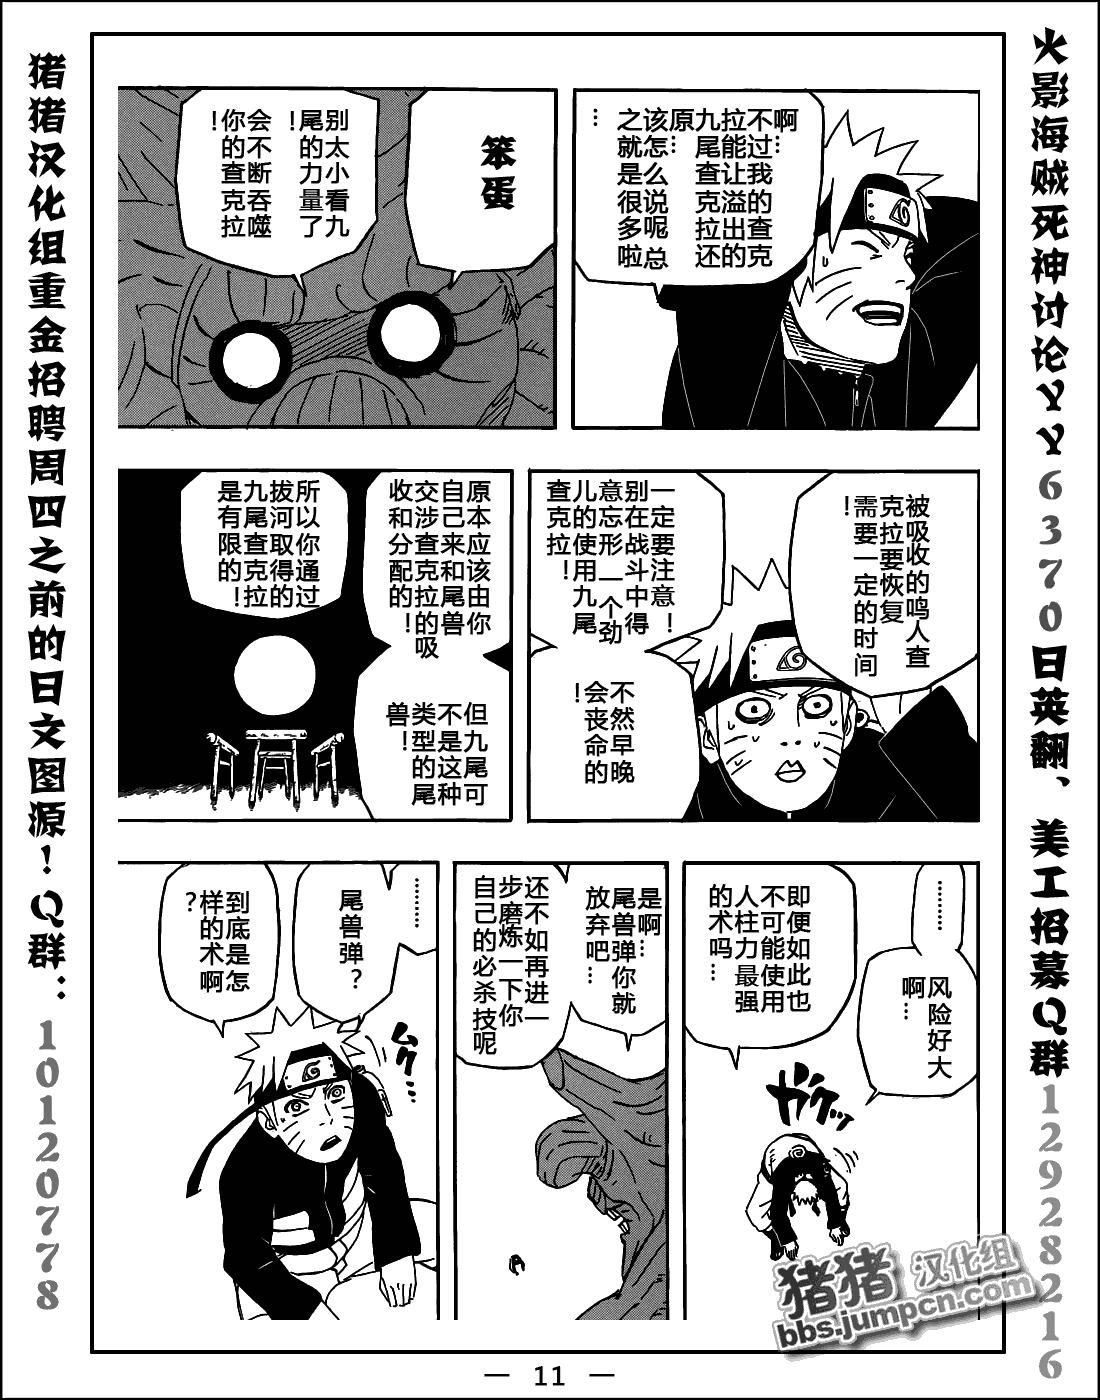 火影海贼死神讨论YY6370日英翻、美工招募Q群129928216
猪猪汉化组重金招聘周四之前的日文图源！Q群：10120778
啊…
不过我的查克
拉能让溢出的
九尾查克拉还
原…
该怎么说呢 总
之就是很多啦
…
笨蛋
别太小看九
尾的力量了
！
会不断吞噬
你的查克拉
！
被吸收的鸣人查
克拉要恢复
需要一定的时间
！
一定要注意！
别在战斗中得
意忘形 一个劲
儿的使用九尾
查克拉！
不然早晚
会丧命的
！
原本应该由你
自己来和尾兽
交涉查克拉的吸
收和分配的！
但九尾可
不是这种
类型的尾
兽！
所以你通过
拔河取得的
九尾查克拉
是有限的！
………
风险好大
啊…
即便如此也
不可能使用
人柱力最强
的术吗…
ガクッ
是啊…
尾兽弹你就
放弃吧…
还不如再进一
步磨炼一下你
自己的必杀技呢
………
尾兽弹？
到底是怎
样的术啊
？
ムク…
猪猪汉化组
bbs.jumpcn.com
— 11 —